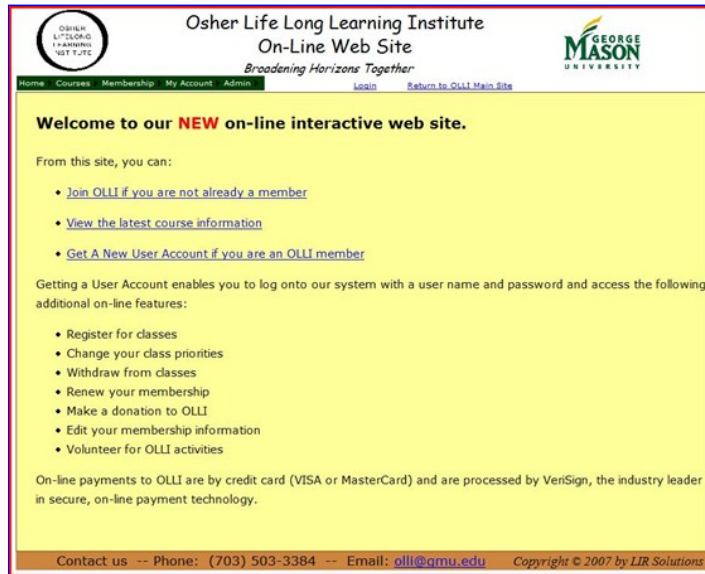 OSHER
LIFELONG
LEARNING
INSTITUTE
Osher Life Long Learning Institute
On-Line Web Site
Broadening Horizons Together
GEORGE
MASON
UNIVERSITY
Home Courses Membership My Account Admin Login Return to OLLI Main Site
Welcome to our NEW on-line interactive web site.
From this site, you can:
Join OLLI if you are not already a member
View the latest course information
Get A New User Account if you are an OLLI member
Getting a User Account enables you to log onto our system with a user name and password and access the following
additional on-line features:
Register for classes
Change your class priorities
Withdraw from classes
Renew your membership
Make a donation to OLLI
Edit your membership information
Volunteer for OLLI activities
On-line payments to OLLI are by credit card (VISA or MasterCard) and are processed by VeriSign, the industry leader
in secure, on-line payment technology.
Contact us -- Phone: (703) 503-3384 -- Email: olli@gmu.edu Copyright © 2007 by LIR Solutions